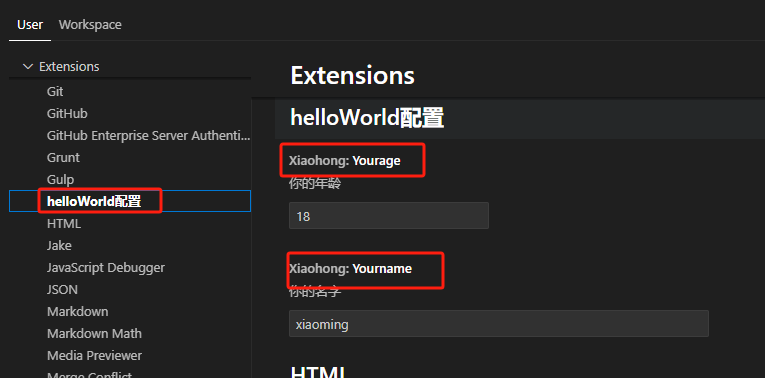 User Workspace
Extensions
Git
GitHub
GitHub Enterprise Server Authenti...
Grunt
Gulp
helloWorld配置
HTML
Jake
JavaScript Debugger
JSON
Markdown
Markdown Math
Media Previewer
Merge Conflict
Extensions
helloWorld配置
Xiaohong: Yourage
你的年龄
18
Xiaohong: Yourname
你的名字
xiaoming
HTML